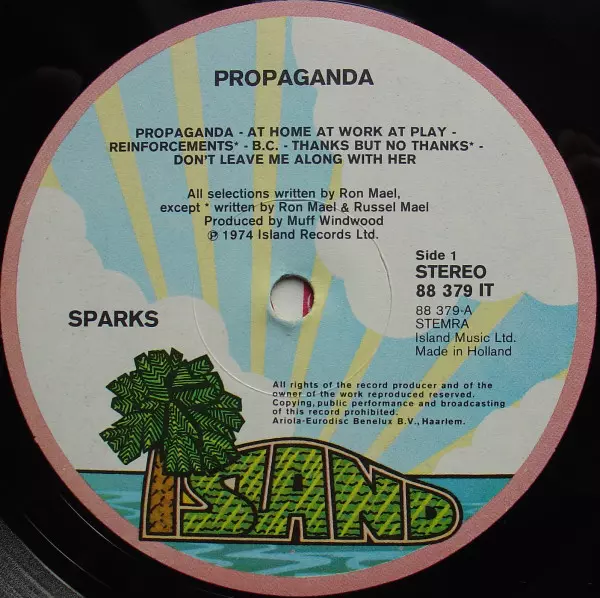 PROPAGANDA
PROPAGANDA - AT HOME AT WORK AT PLAY -
REINFORCEMENTS* - B.C. - THANKS BUT NO THANKS* -
DON'T LEAVE ME ALONG WITH HER
All selections written by Ron Mael,
except * written by Ron Mael & Russel Mael
Produced by Muff Windwood
℗ 1974 Island Records Ltd.
Side 1
STEREO
88 379 IT
88 379-A
STEMRA
Island Music Ltd.
Made in Holland
SPARKS
All rights of the record producer and of the
owner of the work reproduced reserved.
Copying, public performance and broadcasting
of this record prohibited.
Ariola-Eurodisc Benelux B.V., Haarlem.
ISLAND